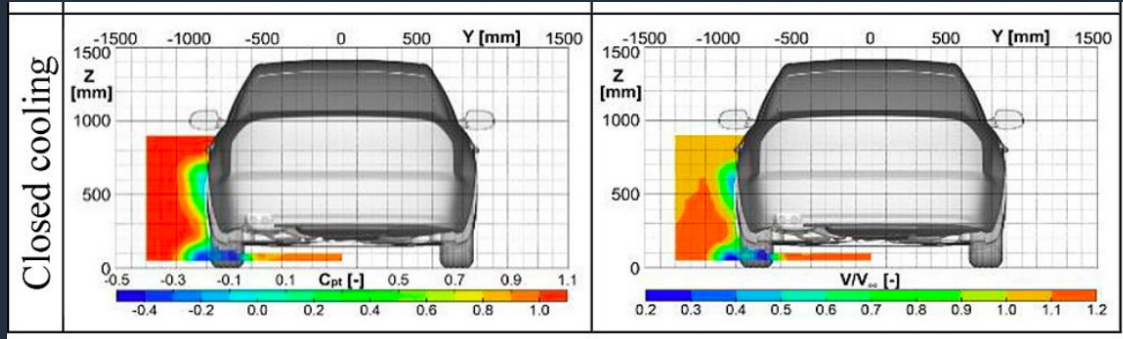 Closed cooling
-1500 -1000 -500 0 500 Y [mm] 1500
1500
Z
[mm]
1000
500
0
-0.5 -0.3 -0.1 0.1 Cpt [-] 0.5 0.7 0.9 1.1
-0.4 -0.2 0.0 0.2 0.4 0.6 0.8 1.0
-1500 -1000 -500 0 500 Y [mm] 1500
1500
Z
[mm]
1000
500
0
V/V∞ [-]
0.2 0.3 0.4 0.5 0.6 0.7 0.8 0.9 1.0 1.1 1.2